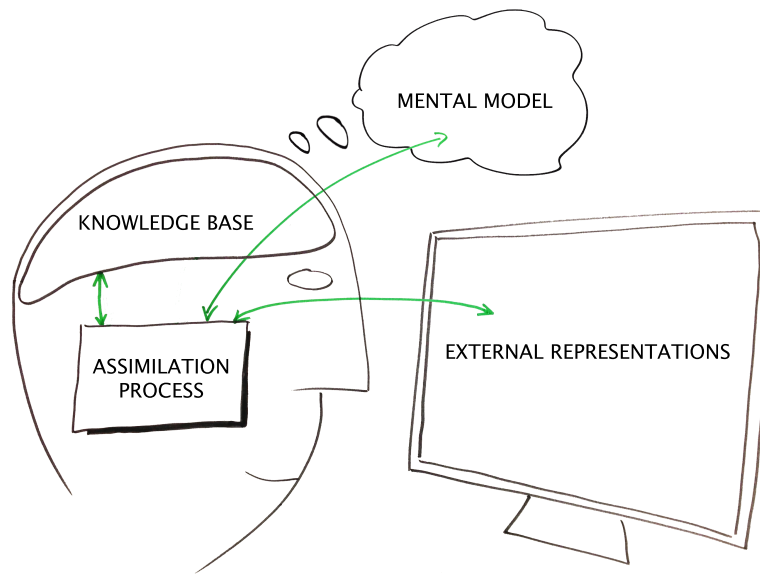 MENTAL MODEL
KNOWLEDGE BASE
EXTERNAL REPRESENTATIONS
ASSIMILATION
PROCESS